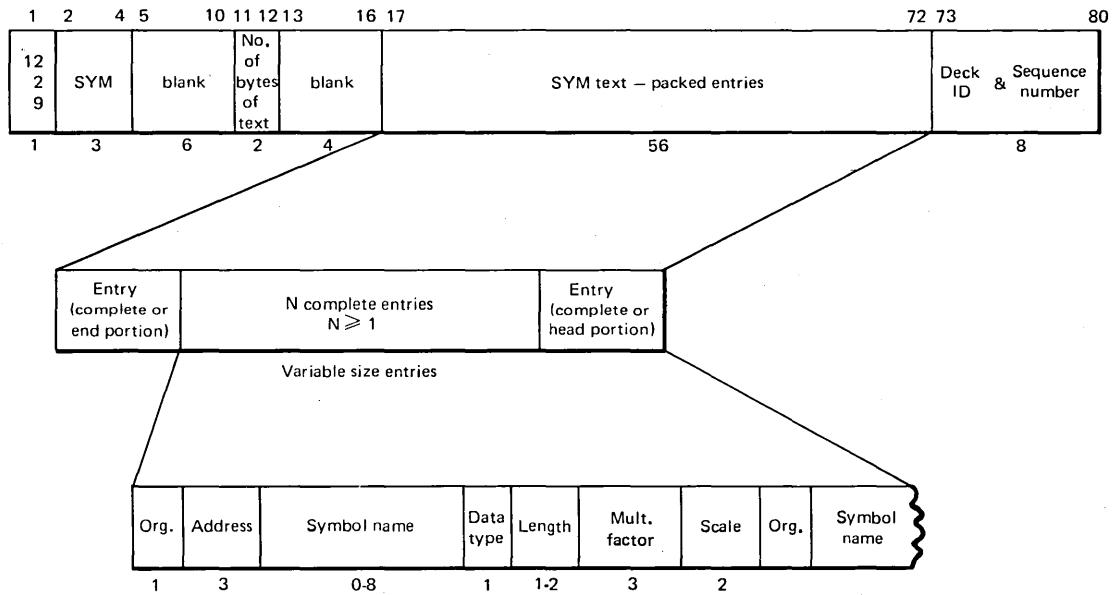 1 2 4 5 10 11 12 13 16 17 72 73 80
12
2
9
SYM
blank
No.
of
bytes
of
text
blank
SYM text — packed entries
Deck
ID
&
Sequence
number
1 3 6 2 4 56 8
Entry
(complete or
end portion)
N complete entries
N ⩾ 1
Entry
(complete or
head portion)
Variable size entries
Org.
Address
Symbol name
Data
type
Length
Mult.
factor
Scale
Org.
Symbol
name
1 3 0-8 1 1-2 3 2